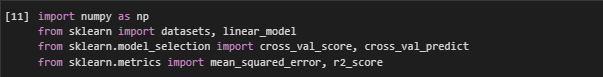 [11] import numpy as np
from sklearn import datasets, linear_model
from sklearn.model_selection import cross_val_score, cross_val_predict
from sklearn.metrics import mean_squared_error, r2_score